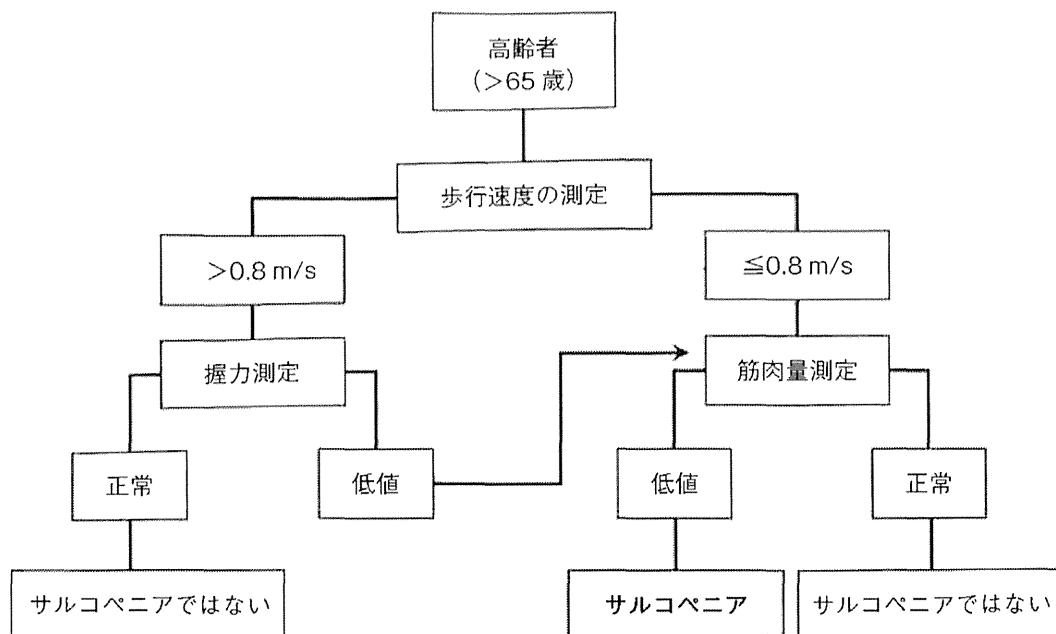 高齢者
(>65 歳)
歩行速度の測定
>0.8 m/s
≦0.8 m/s
握力測定
筋肉量測定
正常
低値
低値
正常
サルコペニアではない
サルコペニア
サルコペニアではない